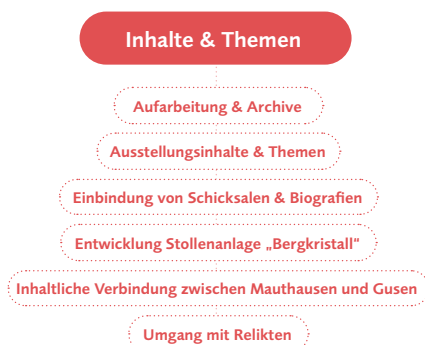 Inhalte & Themen
Aufarbeitung & Archive
Ausstellungsinhalte & Themen
Einbindung von Schicksalen & Biografien
Entwicklung Stollenanlage „Bergkristall“
Inhaltliche Verbindung zwischen Mauthausen und Gusen
Umgang mit Relikten